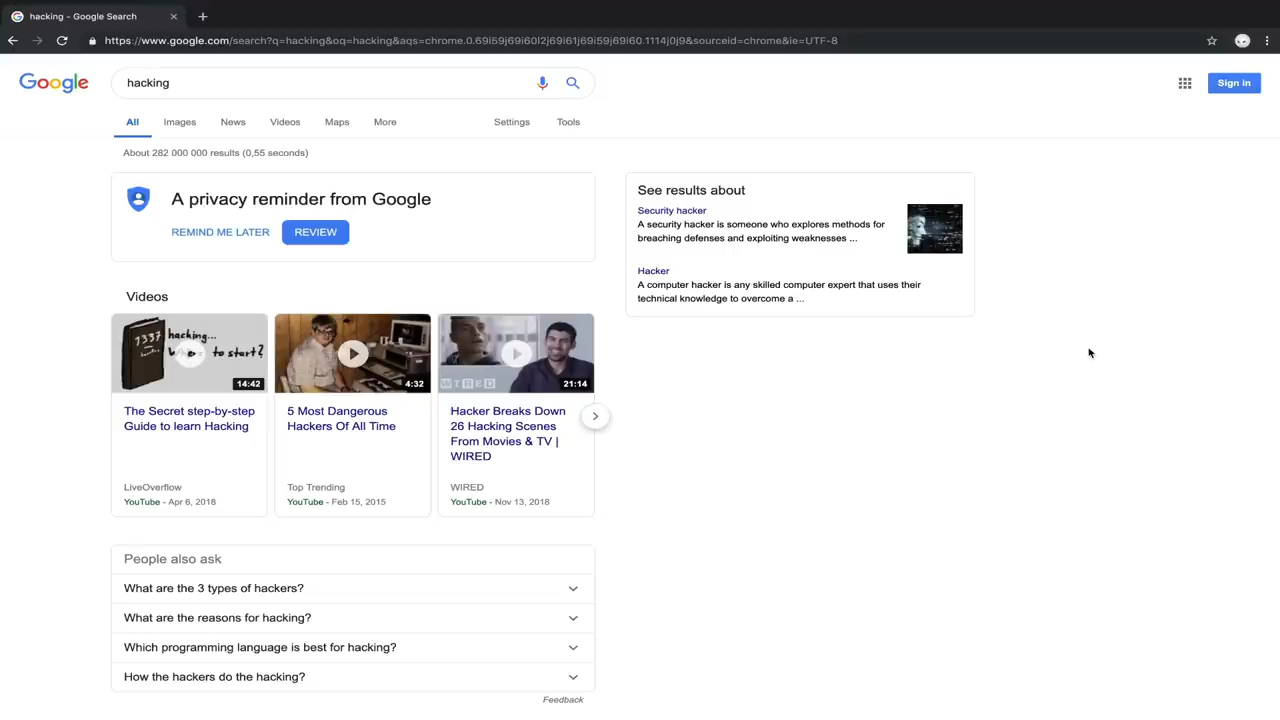 hacking - Google Search
https://www.google.com/search?q=hacking&oq=hacking&aqs=chrome.0.69i59j69i60l2j69i61j69i59j69i60.1114j0j9&sourceid=chrome&ie=UTF-8
Google
hacking
Sign in
All Images News Videos Maps More Settings Tools
About 282 000 000 results (0,55 seconds)
A privacy reminder from Google
REMIND ME LATER REVIEW
See results about
Security hacker
A security hacker is someone who explores methods for
breaching defenses and exploiting weaknesses ...
Hacker
A computer hacker is any skilled computer expert that uses their
technical knowledge to overcome a ...
Videos
1337
hacking...
Where to start?
14:42
The Secret step-by-step
Guide to learn Hacking
LiveOverflow
YouTube - Apr 6, 2018
4:32
5 Most Dangerous
Hackers Of All Time
Top Trending
YouTube - Feb 15, 2015
WIRED
21:14
Hacker Breaks Down
26 Hacking Scenes
From Movies & TV |
WIRED
WIRED
YouTube - Nov 13, 2018
People also ask
What are the 3 types of hackers?
What are the reasons for hacking?
Which programming language is best for hacking?
How the hackers do the hacking?
Feedback